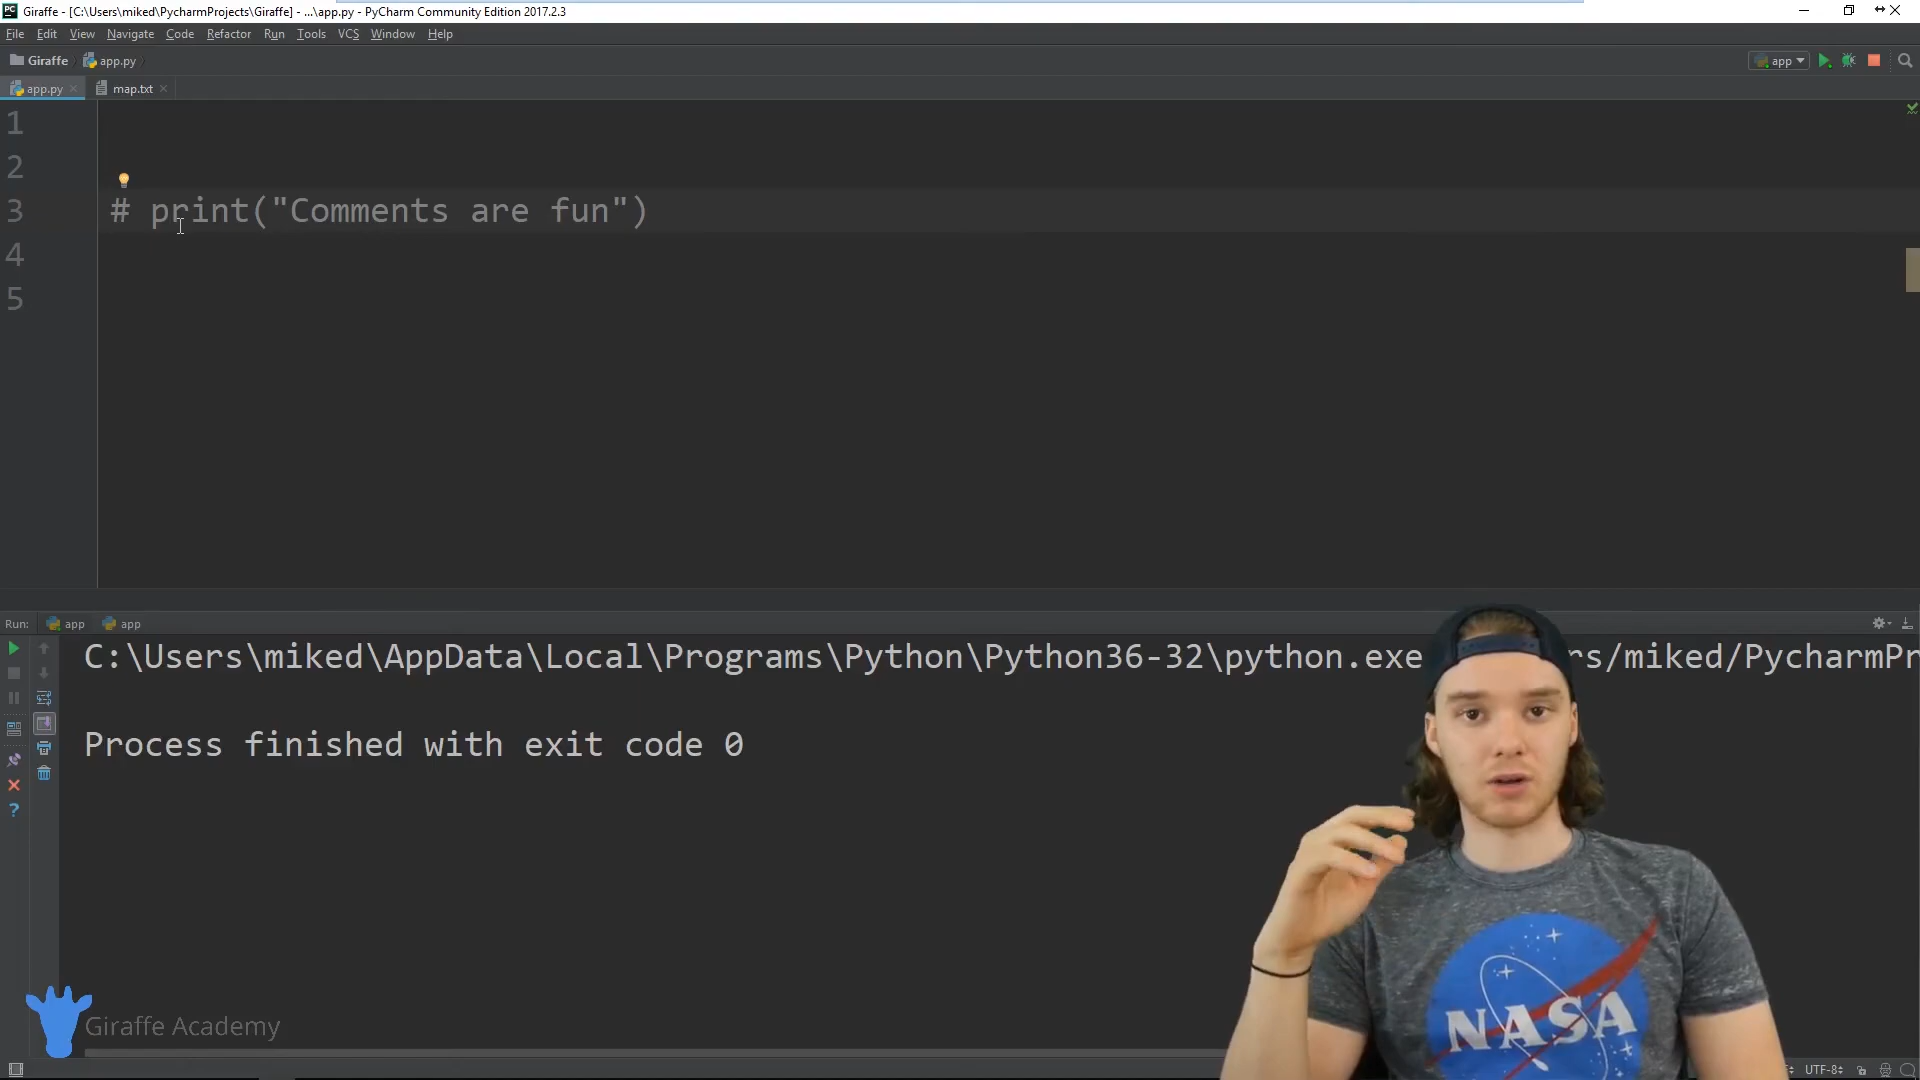 Giraffe - [C:\Users\miked\PycharmProjects\Giraffe] - ...\app.py - PyCharm Community Edition 2017.2.3
File Edit View Navigate Code Refactor Run Tools VCS Window Help
Giraffe app.py app
app.py map.txt
1
2
3 # print("Comments are fun")
4
5
Run: app app
C:\Users\miked\AppData\Local\Programs\Python\Python36-32\python.exe rs/miked/PycharmPr
Process finished with exit code 0
NASA
Giraffe Academy
UTF-8